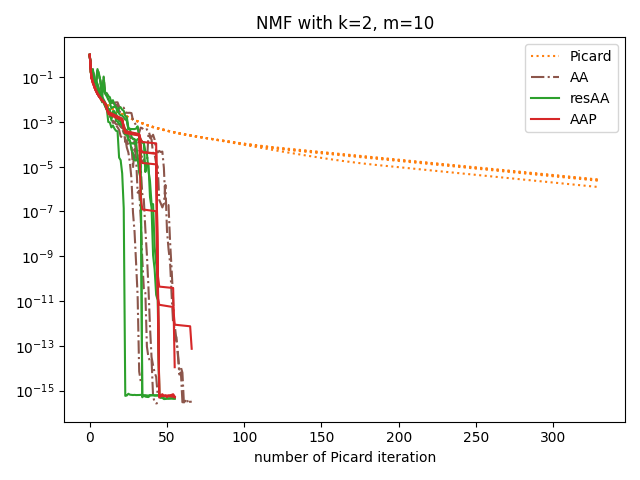 NMF with k=2, m=10
Picard
AA
resAA
AAP
10⁻¹
10⁻³
10⁻⁵
10⁻⁷
10⁻⁹
10⁻¹¹
10⁻¹³
10⁻¹⁵
0 50 100 150 200 250 300
number of Picard iteration